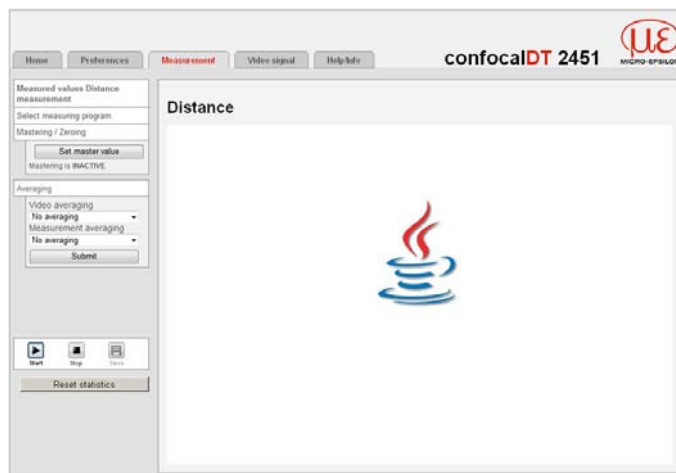 Home
Preferences
Measurement
Video signal
Help/Info
confocalDT 2451
με
MICRO-EPSILON
Measured values Distance
measurement
Select measuring program
Mastering / Zeroing
Set master value
Mastering is INACTIVE.
Averaging
Video averaging
No averaging
Measurement averaging
No averaging
Submit
Start
Stop
Save
Reset statistics
Distance